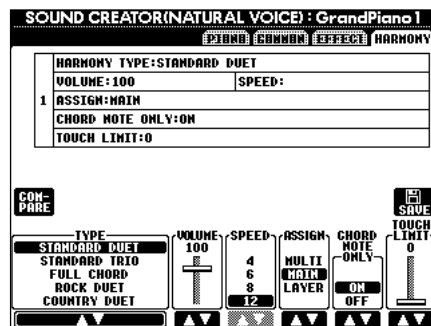 SOUND CREATOR(NATURAL VOICE) : GrandPiano1
PIANO COMMON EFFECT HARMONY
HARMONY TYPE:STANDARD DUET
VOLUME:100 SPEED:
1 ASSIGN:MAIN
CHORD NOTE ONLY:ON
TOUCH LIMIT:0
COM-
PARE
SAVE
TYPE
STANDARD DUET
STANDARD TRIO
FULL CHORD
ROCK DUET
COUNTRY DUET
VOLUME
100
SPEED
4
6
8
12
ASSIGN
MULTI
MAIN
LAYER
CHORD
NOTE
ONLY
ON
OFF
TOUCH
LIMIT
0